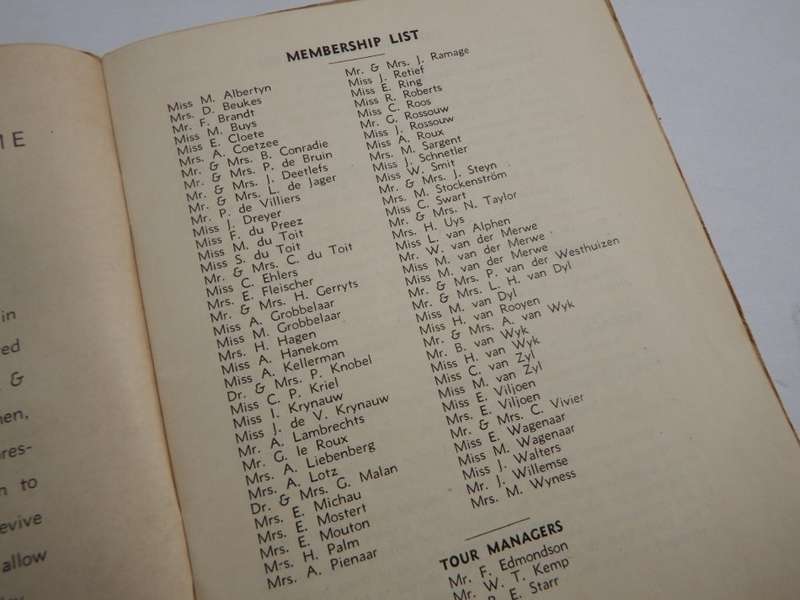 ME
in
ed
&
nen,
res-
n to
evive
allow
MEMBERSHIP LIST
Miss M. Albertyn
Mrs. D. Beukes
Mr. F. Brandt
Miss M. Buys
Miss E. Cloete
Mrs. A. Coetzee
Mr. & Mrs. B. Conradie
Mr. & Mrs. P. de Bruin
Mr. & Mrs. J. Deetlefs
Mr. & Mrs. L. de Jager
Mr. P. de Villiers
Miss J. Dreyer
Miss F. du Preez
Miss M. du Toit
Miss S. du Toit
Mr. & Mrs. C. du Toit
Miss C. Ehlers
Mrs. E. Fleischer
Mr. & Mrs. H. Gerryts
Miss A. Grobbelaar
Miss M. Grobbelaar
Mrs. H. Hagen
Miss A. Hanekom
Miss A. Kellerman
Dr. & Mrs. P. Knobel
Miss C. P. Kriel
Miss I. Krynauw
Miss J. de V. Krynauw
Mr. A. Lambrechts
Mr. G. le Roux
Mrs. A. Liebenberg
Mrs. A. Lotz
Dr. & Mrs. G. Malan
Mrs. E. Michau
Mrs. E. Mostert
Mrs. E. Mouton
Mrs. H. Palm
Mrs. A. Pienaar
Mr. & Mrs. J. Ramage
Miss J. Retief
Miss E. Ring
Miss R. Roberts
Miss C. Roos
Mr. G. Rossouw
Miss J. Rossouw
Miss A. Roux
Mrs. M. Sargent
Miss J. Schnetler
Miss W. Smit
Mr. & Mrs. J. Steyn
Mrs. M. Stockenström
Miss C. Swart
Mr. & Mrs. N. Taylor
Mrs. H. Uys
Miss L. van Alphen
Mr. W. van der Merwe
Miss M. van der Merwe
Miss M. van der Merwe
Mr. & Mrs. P. van der Westhuizen
Mr. & Mrs. L. H. van Dyl
Miss M. van Dyl
Miss H. van Rooyen
Mr. & Mrs. A. van Wyk
Mr. B. van Wyk
Miss H. van Wyk
Miss C. van Zyl
Miss M. van Zyl
Miss E. Viljoen
Mrs. E. Viljoen
Mr. & Mrs. C. Vivier
Miss E. Wagenaar
Miss M. Wagenaar
Miss J. Walters
Mr. J. Willemse
Mrs. M. Wyness
TOUR MANAGERS
Mr. F. Edmondson
Mr. W. T. Kemp
E. Starr